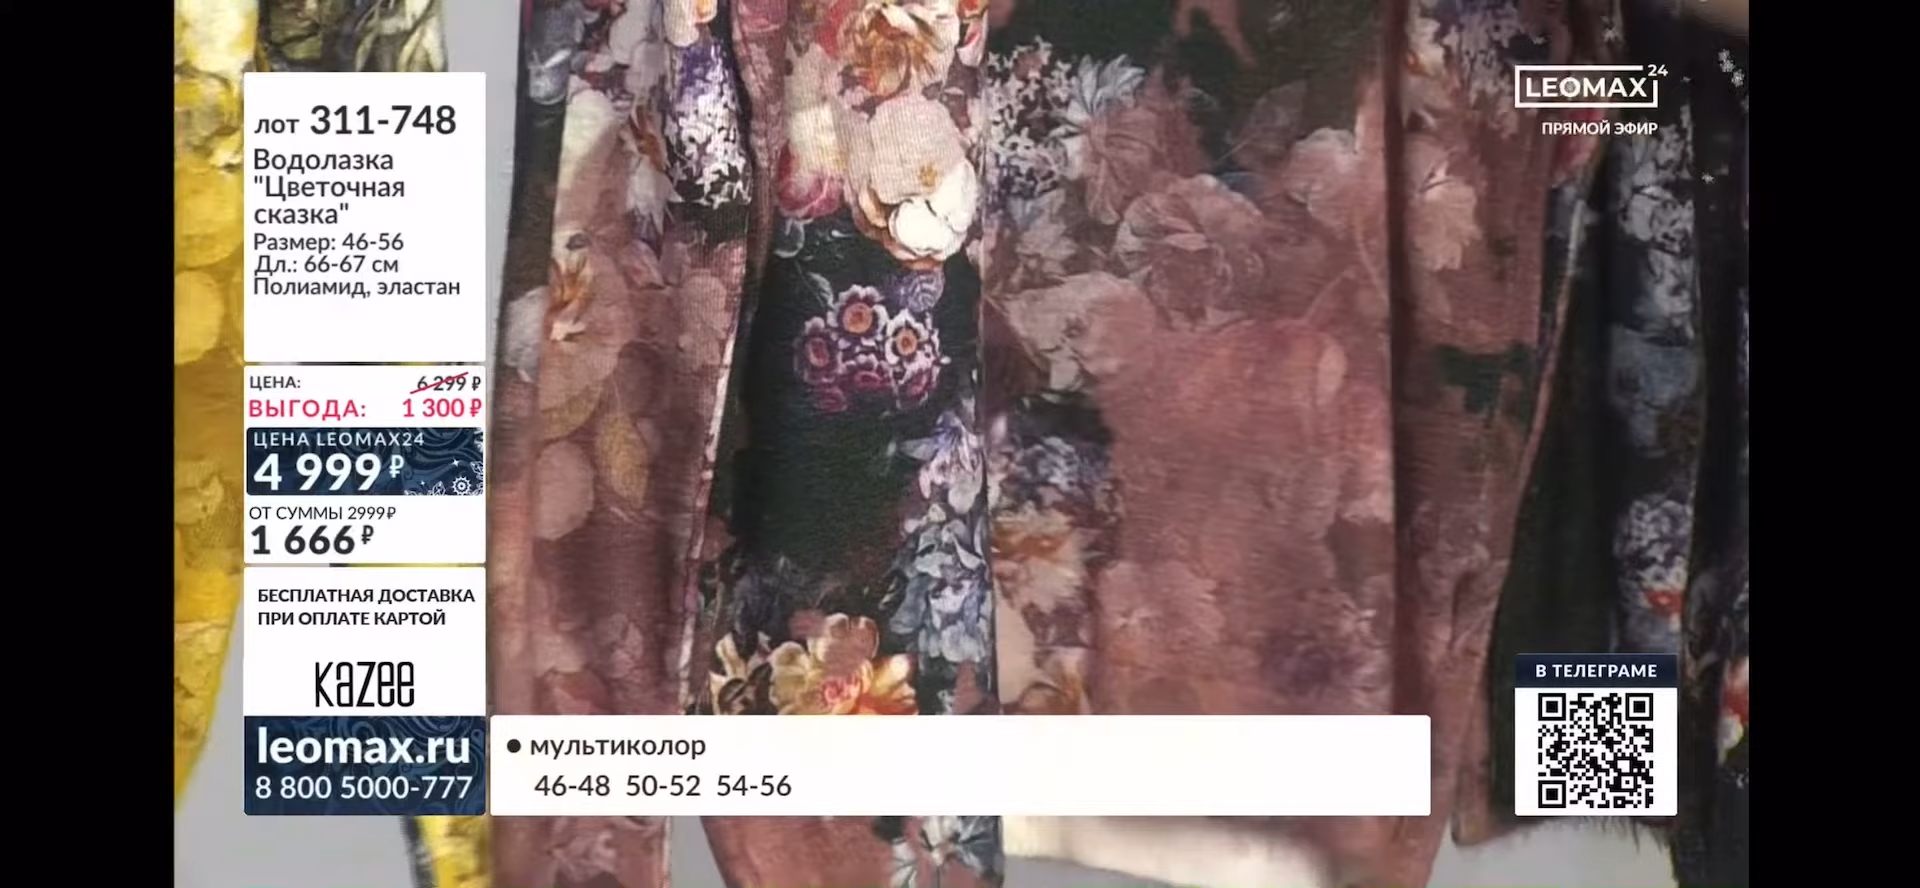 лот 311-748
Водолазка
"Цветочная
сказка"
Размер: 46-56
Дл.: 66-67 см
Полиамид, эластан
ЦЕНА: 6 299 ₽
ВЫГОДА: 1 300 ₽
ЦЕНА LEOMAX24
4 999 ₽
ОТ СУММЫ 2999₽
1 666 ₽
БЕСПЛАТНАЯ ДОСТАВКА
ПРИ ОПЛАТЕ КАРТОЙ
kazee
leomax.ru
8 800 5000-777
● мультиколор
46-48 50-52 54-56
LEOMAX 24
ПРЯМОЙ ЭФИР
В ТЕЛЕГРАМЕ